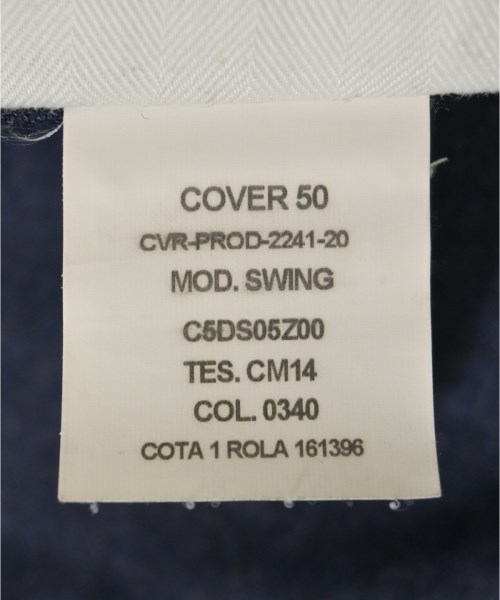 COVER 50
CVR-PROD-2241-20
MOD. SWING
C5DS05Z00
TES. CM14
COL. 0340
COTA 1 ROLA 161396